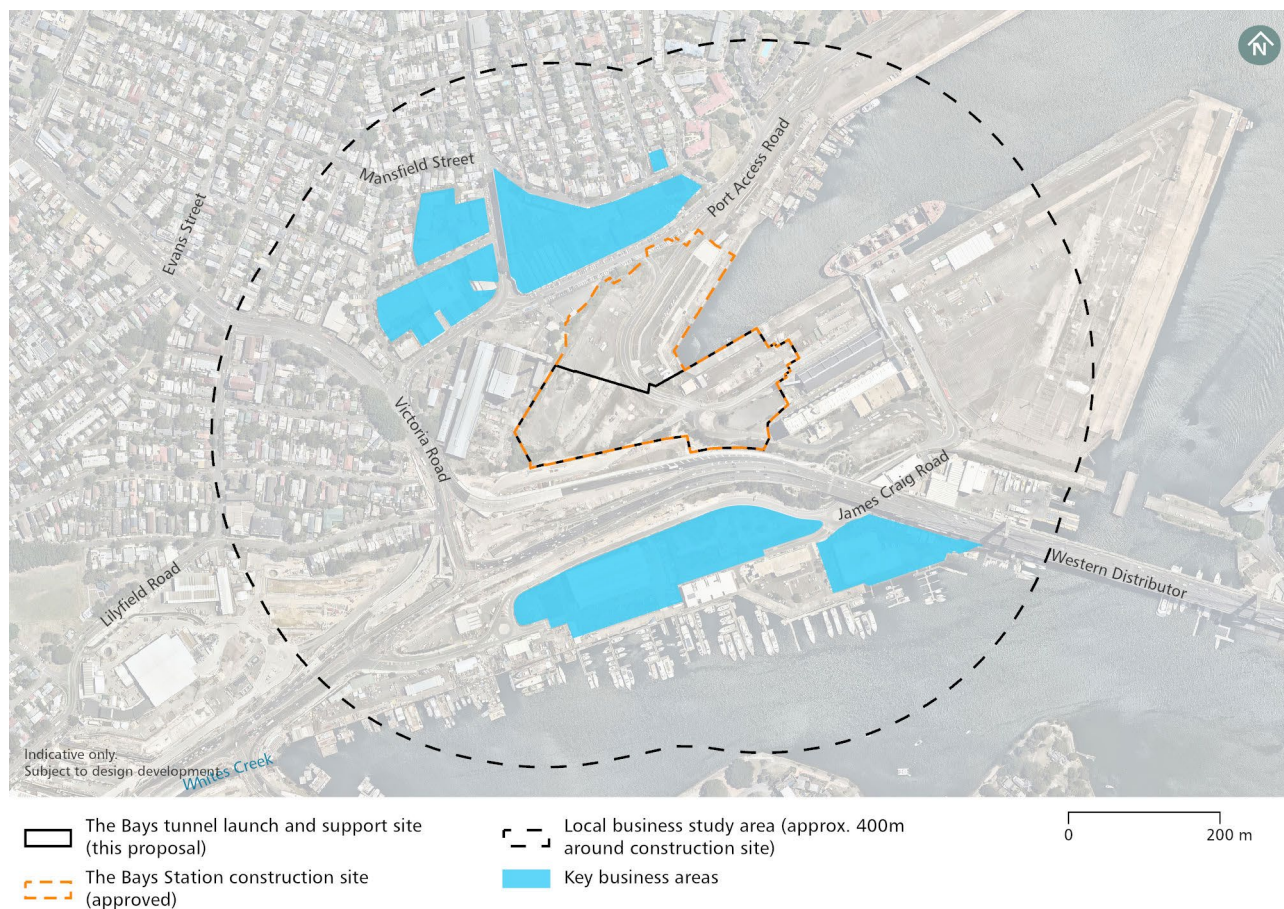 N
Mansfield Street
Port Access Road
Evans Street
Victoria Road
James Craig Road
Western Distributor
Lilyfield Road
Indicative only.
Subject to design development
Whites Creek
The Bays tunnel launch and support site
(this proposal)
The Bays Station construction site
(approved)
Local business study area (approx. 400m
around construction site)
Key business areas
0 200 m